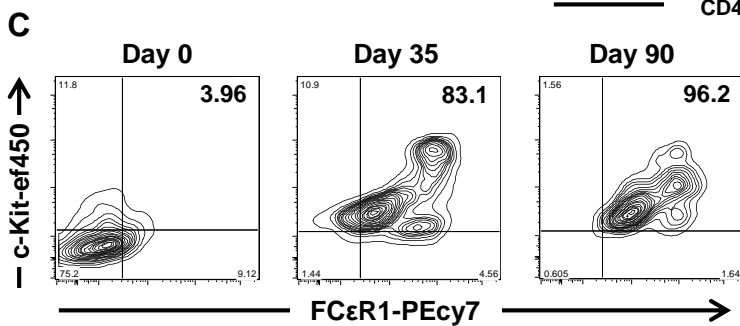 CD4
C
Day 0
Day 35
Day 90
11.8
3.96
10.9
83.1
1.56
96.2
c-Kit-ef450
75.2
9.12
1.44
4.56
0.605
1.64
FCεR1-PEcy7